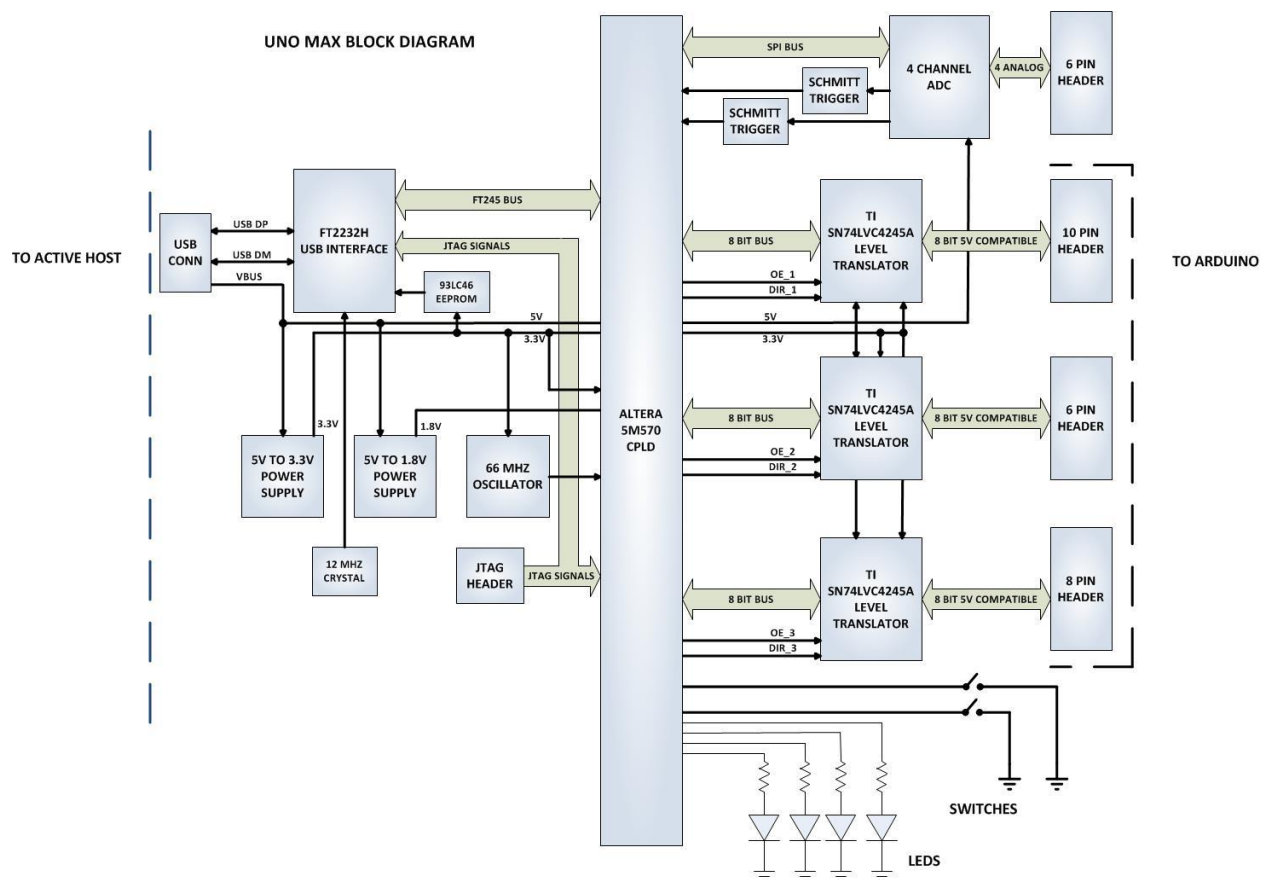 UNO MAX BLOCK DIAGRAM
SPI BUS
4 CHANNEL
ADC
4 ANALOG
6 PIN
HEADER
SCHMITT
TRIGGER
SCHMITT
TRIGGER
TO ACTIVE HOST
USB
CONN
USB DP
USB DM
VBUS
FT2232H
USB INTERFACE
FT245 BUS
JTAG SIGNALS
93LC46
EEPROM
5V
3.3V
3.3V
1.8V
5V TO 3.3V
POWER
SUPPLY
5V TO 1.8V
POWER
SUPPLY
66 MHZ
OSCILLATOR
12 MHZ
CRYSTAL
JTAG
HEADER
JTAG SIGNALS
ALTERA
5M570
CPLD
8 BIT BUS
OE_1
DIR_1
TI
SN74LVC4245A
LEVEL
TRANSLATOR
8 BIT 5V COMPATIBLE
10 PIN
HEADER
TO ARDUINO
5V
3.3V
8 BIT BUS
OE_2
DIR_2
TI
SN74LVC4245A
LEVEL
TRANSLATOR
8 BIT 5V COMPATIBLE
6 PIN
HEADER
8 BIT BUS
OE_3
DIR_3
TI
SN74LVC4245A
LEVEL
TRANSLATOR
8 BIT 5V COMPATIBLE
8 PIN
HEADER
SWITCHES
LEDS